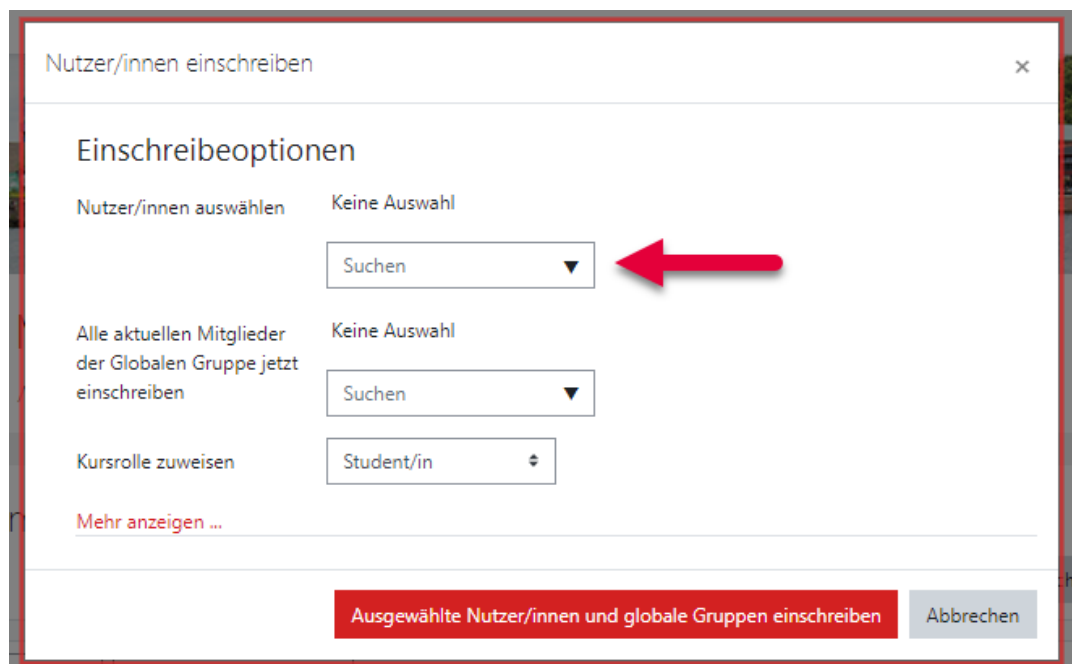 Nutzer/innen einschreiben
×
Einschreibeoptionen
Nutzer/innen auswählen
Keine Auswahl
Suchen
Alle aktuellen Mitglieder
der Globalen Gruppe jetzt
einschreiben
Keine Auswahl
Suchen
Kursrolle zuweisen
Student/in
Mehr anzeigen ...
Ausgewählte Nutzer/innen und globale Gruppen einschreiben
Abbrechen